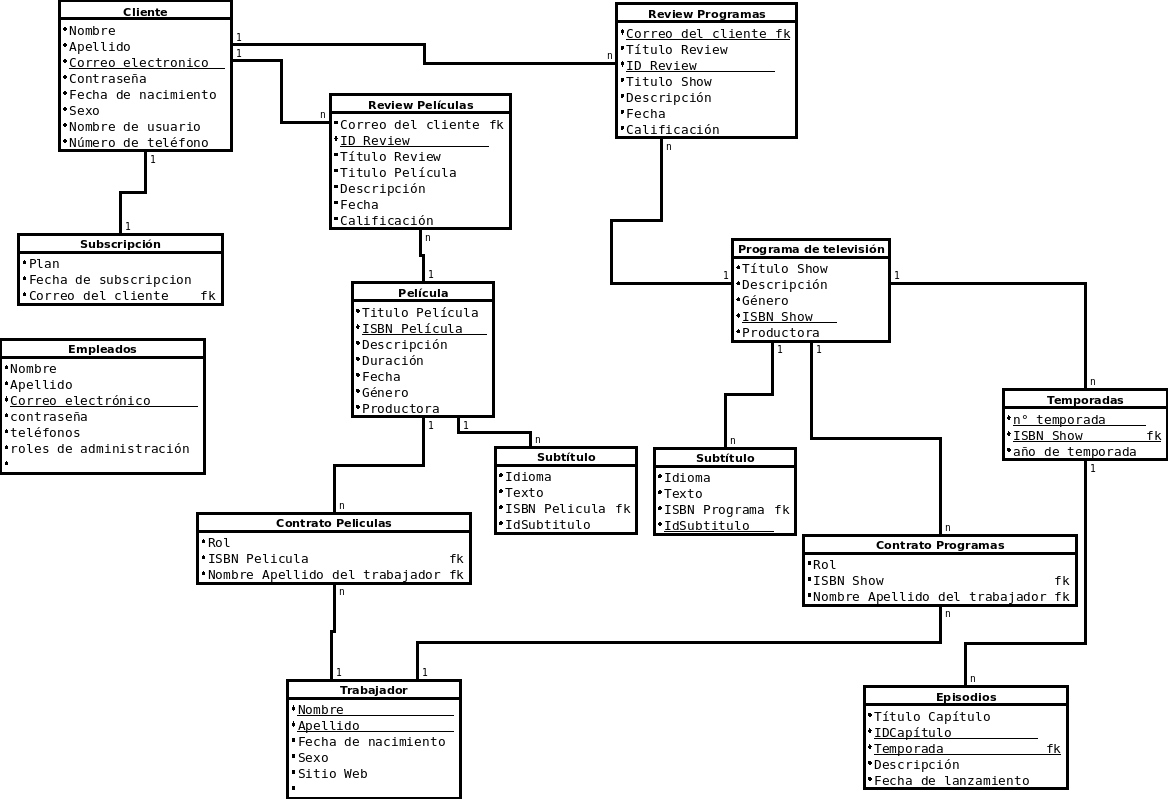 Cliente
Nombre
Apellido
Correo electronico
Contraseña
Fecha de nacimiento
Sexo
Nombre de usuario
Número de teléfono
1
1
1
n
n
Review Programas
Correo del cliente fk
Título Review
ID Review
Titulo Show
Descripción
Fecha
Calificación
n
Review Películas
Correo del cliente fk
ID Review
Título Review
Titulo Película
Descripción
Fecha
Calificación
n
1
Subscripción
Plan
Fecha de subscripcion
Correo del cliente fk
1
Película
Titulo Película
ISBN Película
Descripción
Duración
Fecha
Género
Productora
1
1
1
Programa de televisión
Título Show
Descripción
Género
ISBN Show
Productora
1
1
1
Empleados
Nombre
Apellido
Correo electrónico
contraseña
teléfonos
roles de administración
n
Temporadas
n° temporada
ISBN Show fk
año de temporada
1
n
Subtítulo
Idioma
Texto
ISBN Pelicula fk
IdSubtitulo
n
Subtítulo
Idioma
Texto
ISBN Programa fk
IdSubtitulo
n
Contrato Peliculas
Rol
ISBN Pelicula fk
Nombre Apellido del trabajador fk
n
n
Contrato Programas
Rol
ISBN Show fk
Nombre Apellido del trabajador fk
n
1
1
Trabajador
Nombre
Apellido
Fecha de nacimiento
Sexo
Sitio Web
n
Episodios
Título Capítulo
IDCapítulo
Temporada fk
Descripción
Fecha de lanzamiento